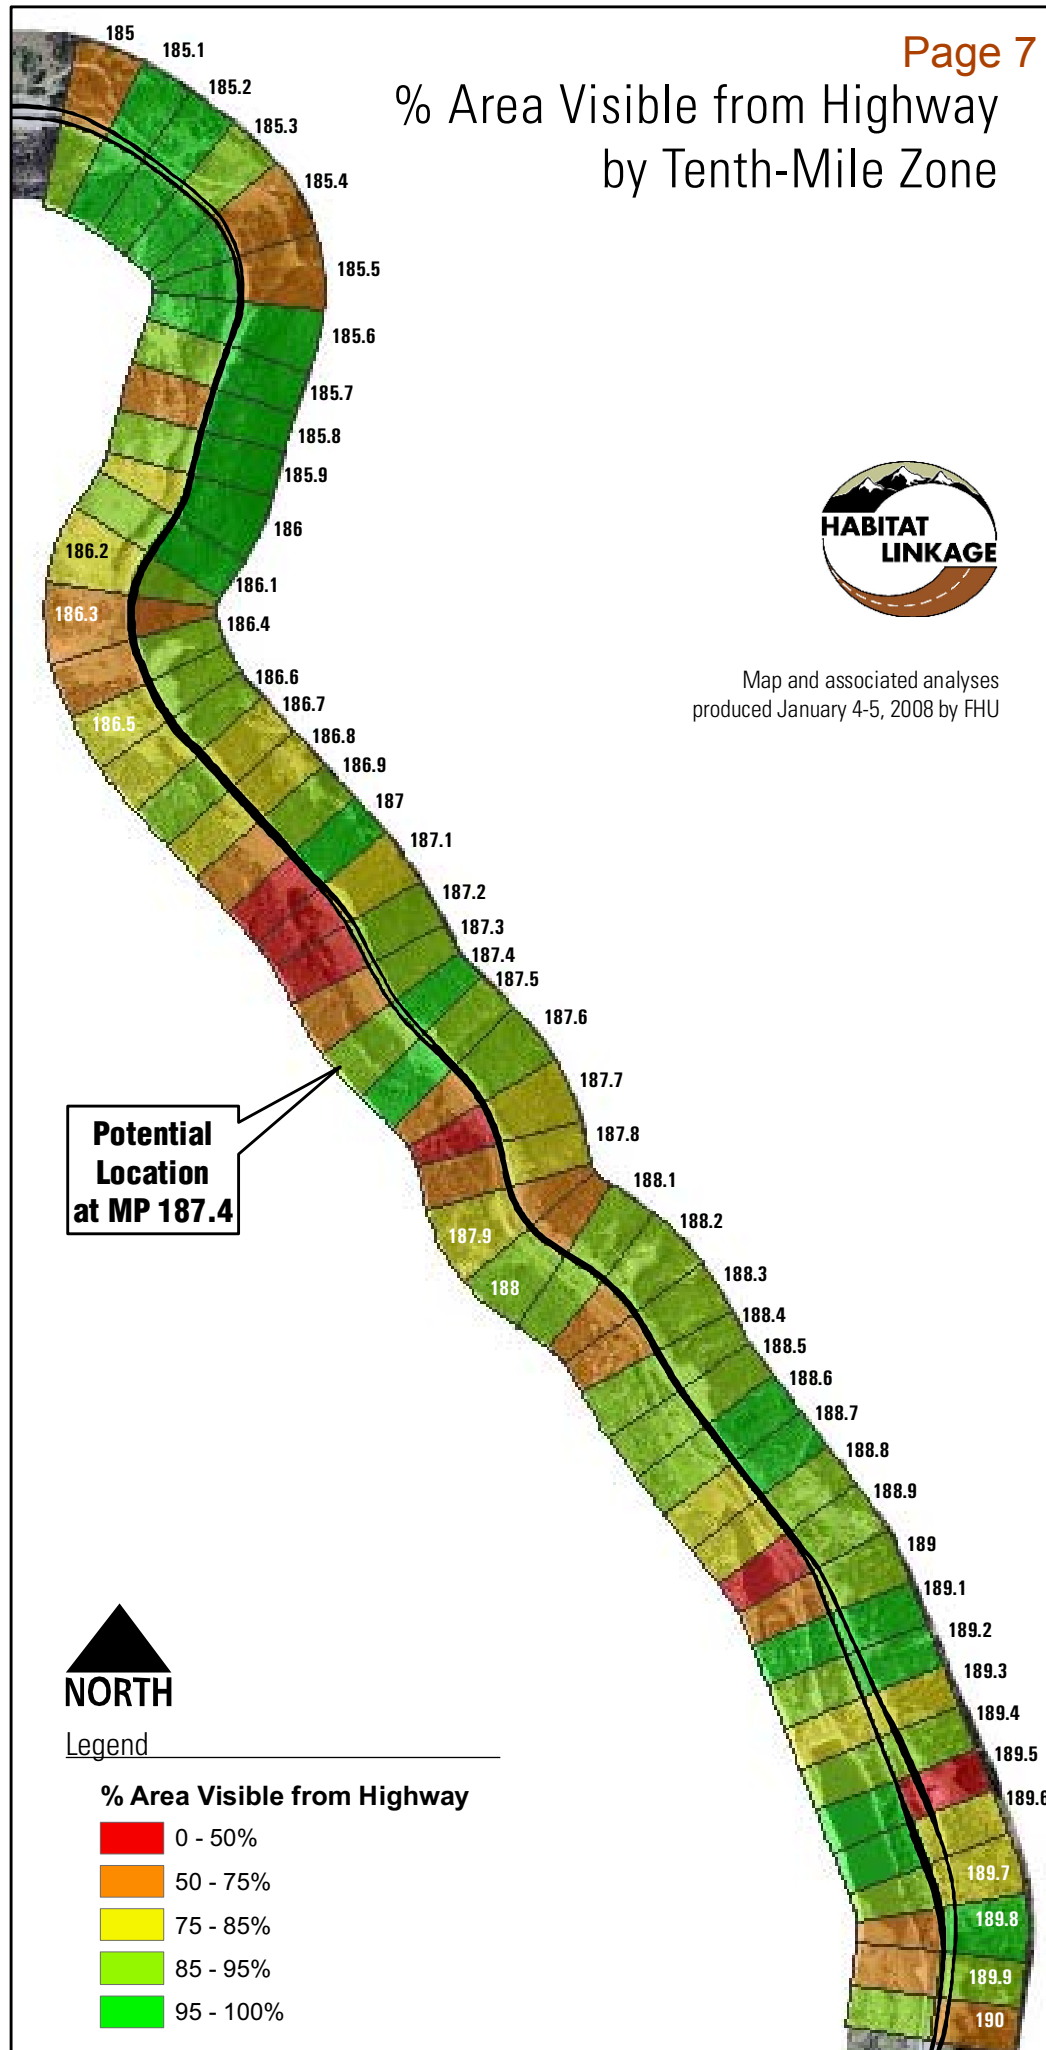 Page 7
% Area Visible from Highway
by Tenth-Mile Zone
185
185.1
185.2
185.3
185.4
185.5
185.6
185.7
185.8
185.9
186
186.1
186.2
186.3
186.4
186.5
186.6
186.7
186.8
186.9
187
187.1
187.2
187.3
187.4
187.5
187.6
187.7
187.8
187.9
188
188.1
188.2
188.3
188.4
188.5
188.6
188.7
188.8
188.9
189
189.1
189.2
189.3
189.4
189.5
189.6
189.7
189.8
189.9
190
HABITAT
LINKAGE
Map and associated analyses
produced January 4-5, 2008 by FHU
Potential
Location
at MP 187.4
NORTH
Legend
% Area Visible from Highway
0 - 50%
50 - 75%
75 - 85%
85 - 95%
95 - 100%